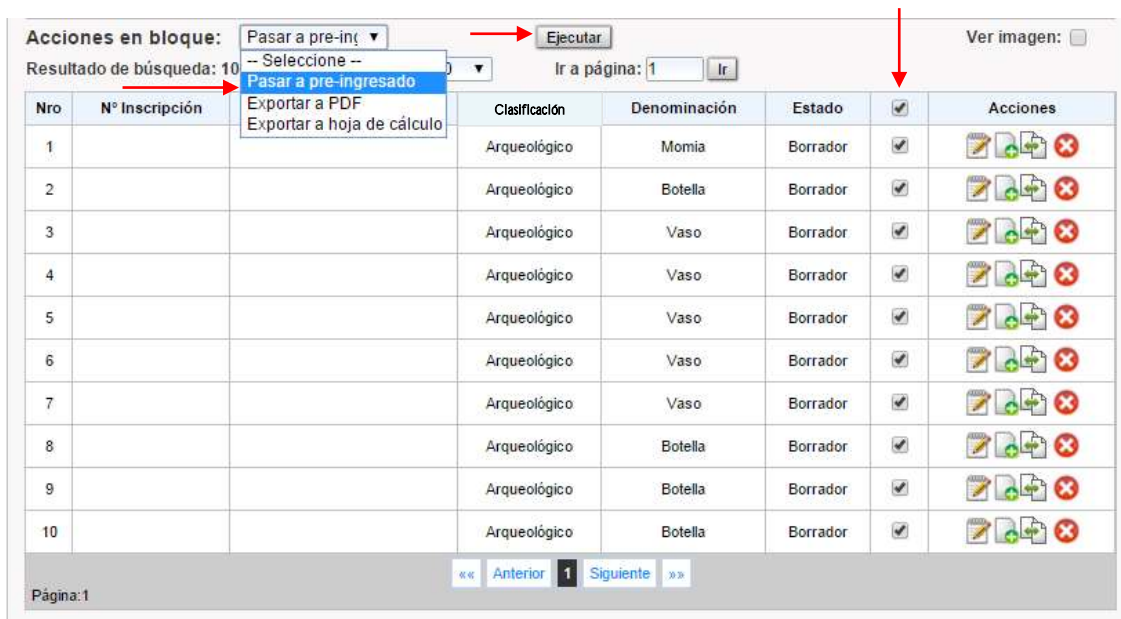 Acciones en bloque: Pasar a pre-ing ▼ Ejecutar Ver imagen:
-- Seleccione --
Resultado de búsqueda: 10 ▼ Ir a página: 1 Ir
Pasar a pre-ingresado
Exportar a PDF
Exportar a hoja de cálculo
Nro Nº Inscripción Clasificación Denominación Estado Acciones
1 Arqueológico Momia Borrador
2 Arqueológico Botella Borrador
3 Arqueológico Vaso Borrador
4 Arqueológico Vaso Borrador
5 Arqueológico Vaso Borrador
6 Arqueológico Vaso Borrador
7 Arqueológico Vaso Borrador
8 Arqueológico Botella Borrador
9 Arqueológico Botella Borrador
10 Arqueológico Botella Borrador
«« Anterior 1 Siguiente »»
Página:1